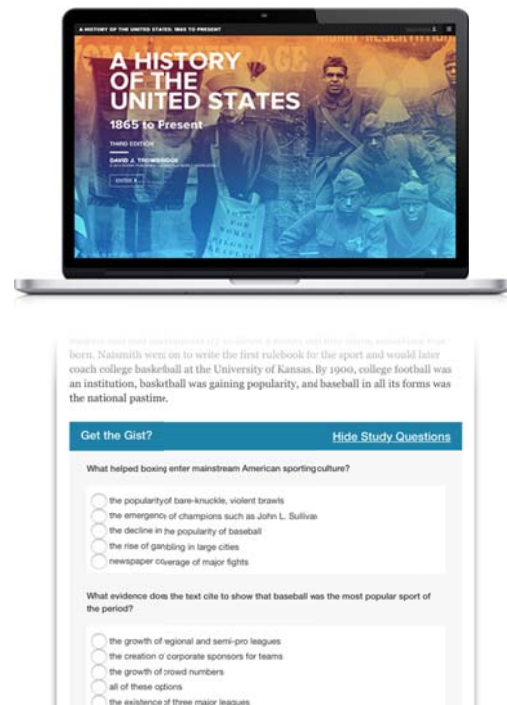 A HISTORY OF THE UNITED STATES: 1865 TO PRESENT
A HISTORY
OF THE
UNITED STATES
1865 to Present
THIRD EDITION
DAVID J. TROWBRIDGE
ENTER
VOTES
FOR
WOMEN
born. Naismith went on to write the first rulebook for the sport and would later
coach college basketball at the University of Kansas. By 1900, college football was
an institution, basketball was gaining popularity, and baseball in all its forms was
the national pastime.
Get the Gist?
Hide Study Questions
What helped boxing enter mainstream American sporting culture?
the popularity of bare-knuckle, violent brawls
the emergence of champions such as John L. Sullivan
the decline in the popularity of baseball
the rise of gambling in large cities
newspaper coverage of major fights
What evidence does the text cite to show that baseball was the most popular sport of
the period?
the growth of regional and semi-pro leagues
the creation of corporate sponsors for teams
the growth of crowd numbers
all of these options
the existence of three major leagues